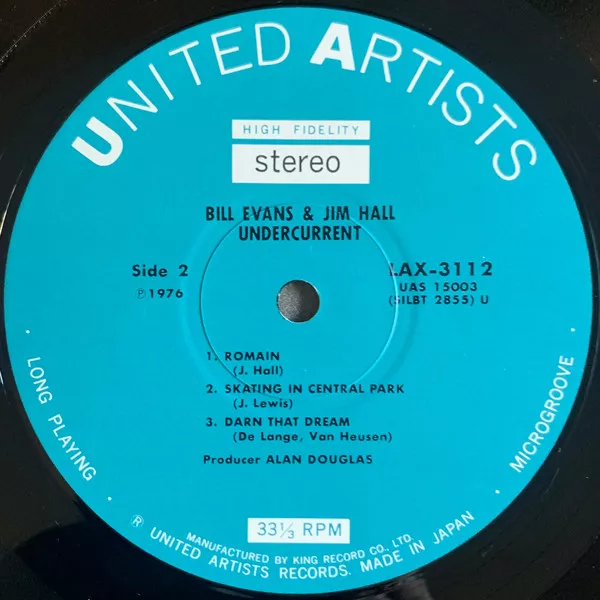 UNITED ARTISTS
HIGH FIDELITY
stereo
BILL EVANS & JIM HALL
UNDERCURRENT
Side 2
℗ 1976
LAX-3112
UAS 15003
(SILBT 2855) U
1. ROMAIN
(J. Hall)
2. SKATING IN CENTRAL PARK
(J. Lewis)
3. DARN THAT DREAM
(De Lange, Van Heusen)
Producer ALAN DOUGLAS
· LONG PLAYING ·
· MICROGROOVE ·
33⅓ RPM
MANUFACTURED BY KING RECORD CO., LTD.
® UNITED ARTISTS RECORDS. MADE IN JAPAN